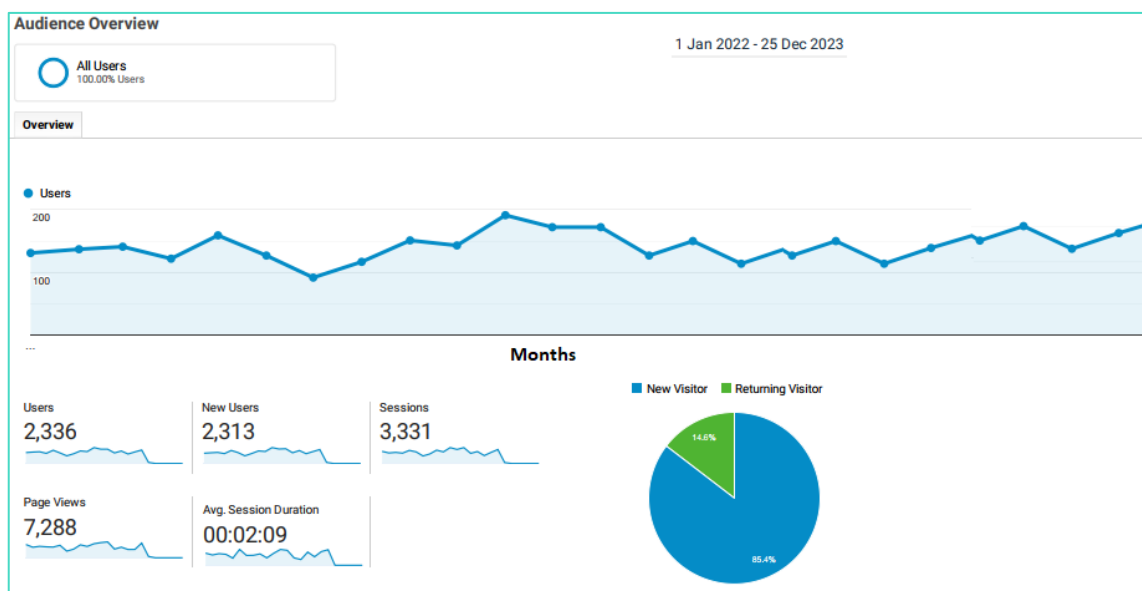 Audience Overview
1 Jan 2022 - 25 Dec 2023
All Users
100.00% Users
Overview
Users
200
100
...
Months
New Visitor Returning Visitor
Users New Users Sessions
2,336 2,313 3,331
14.6%
Page Views Avg. Session Duration
7,288 00:02:09
85.4%